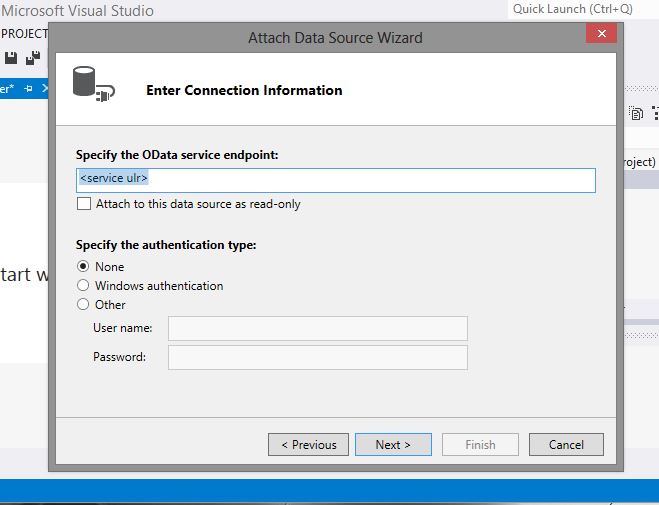 Microsoft Visual Studio
Quick Launch (Ctrl+Q)
PROJECT
Attach Data Source Wizard
er*
Enter Connection Information
Specify the OData service endpoint:
roject)
<service ulr>
Attach to this data source as read-only
Specify the authentication type:
None
tart w
Windows authentication
Other
User name:
Password:
< Previous
Next >
Finish
Cancel